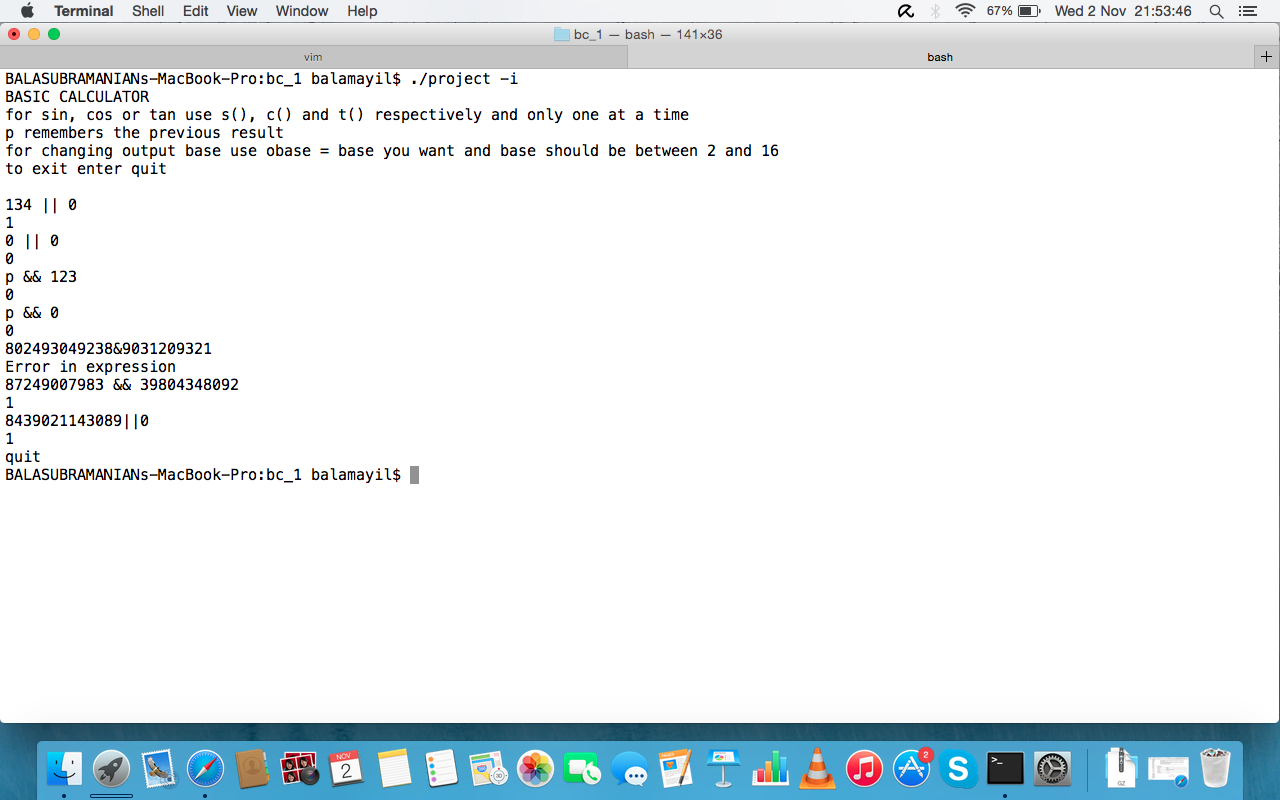 Terminal Shell Edit View Window Help 67% Wed 2 Nov 21:53:46
bc_1 — bash — 141×36
vim bash +
BALASUBRAMANIANs-MacBook-Pro:bc_1 balamayil$ ./project -i
BASIC CALCULATOR
for sin, cos or tan use s(), c() and t() respectively and only one at a time
p remembers the previous result
for changing output base use obase = base you want and base should be between 2 and 16
to exit enter quit
134 || 0
1
0 || 0
0
p && 123
0
p && 0
0
802493049238&9031209321
Error in expression
87249007983 && 39804348092
1
8439021143089||0
1
quit
BALASUBRAMANIANs-MacBook-Pro:bc_1 balamayil$
NOV
2
3D
2
S
>_
GZ